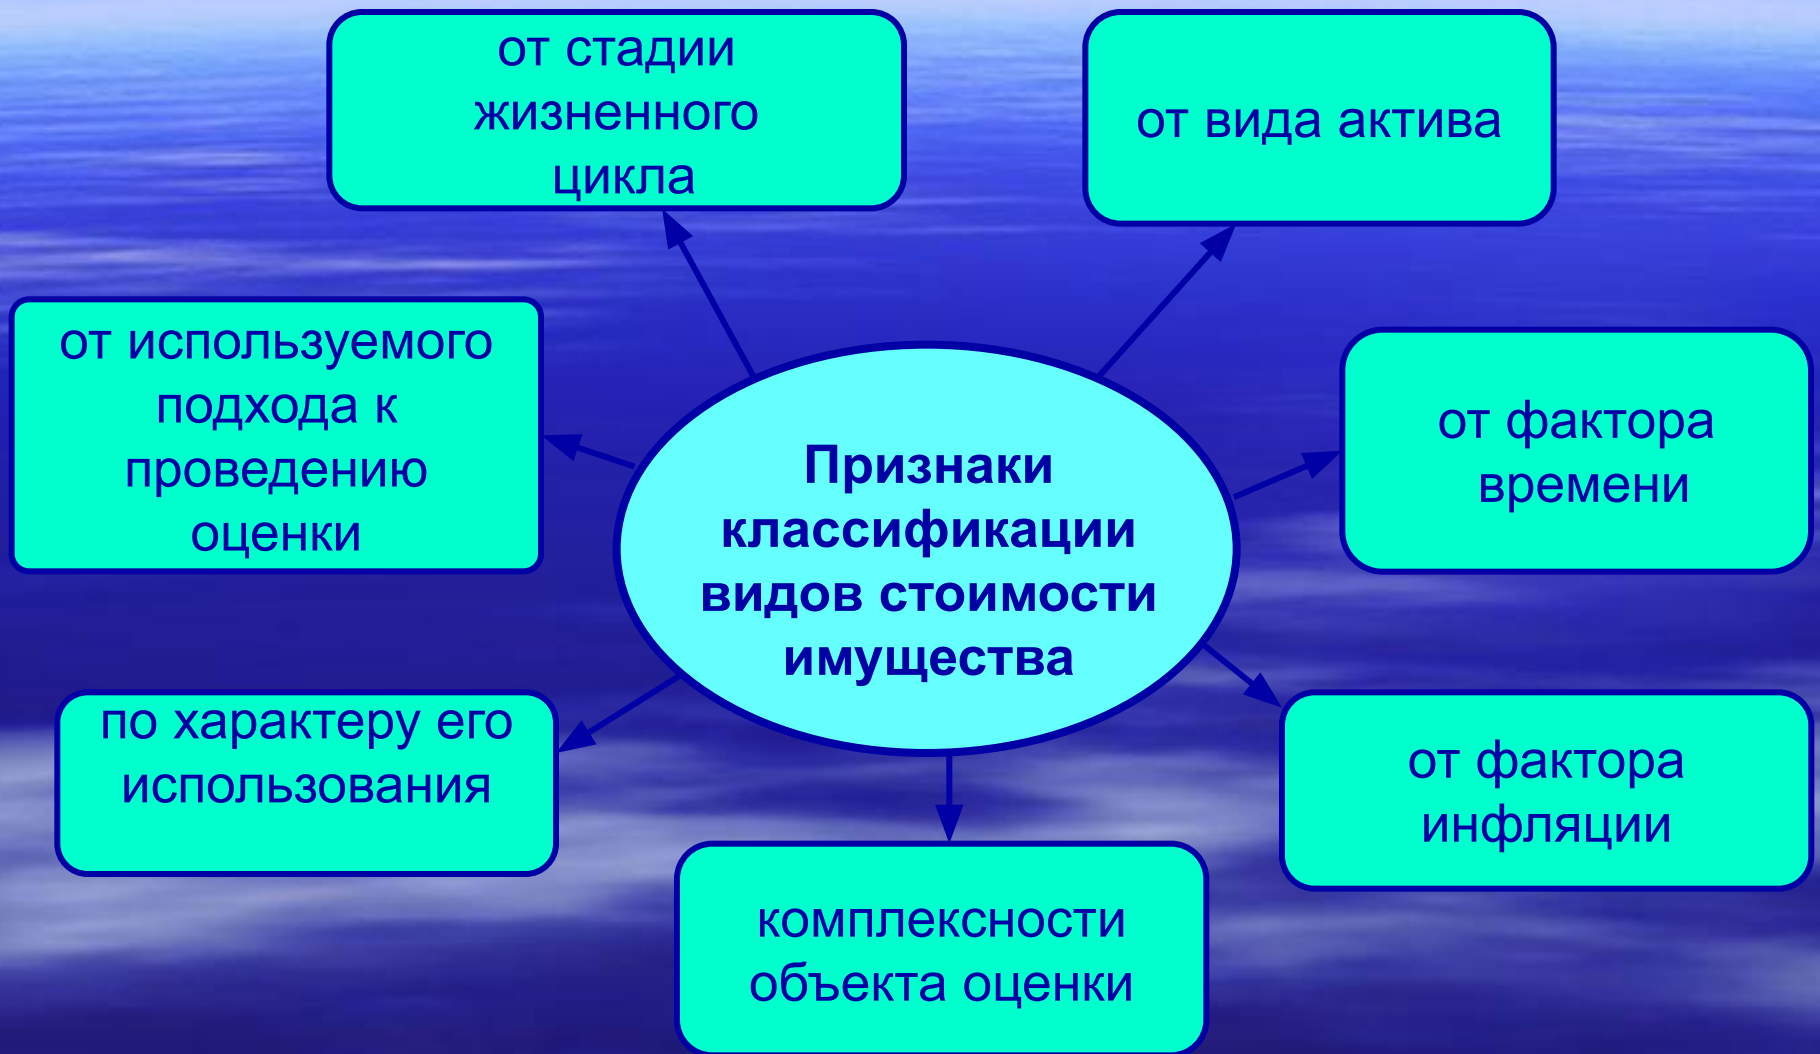 от стадии
жизненного
цикла
от вида актива
от используемого
подхода к
проведению
оценки
от фактора
времени
Признаки
классификации
видов стоимости
имущества
по характеру его
использования
от фактора
инфляции
комплексности
объекта оценки